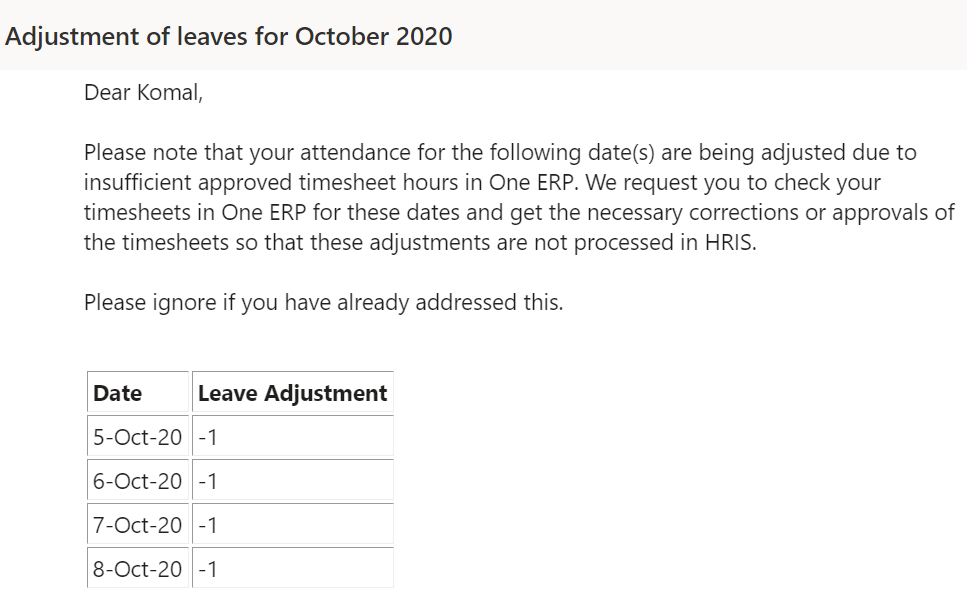 Adjustment of leaves for October 2020
Dear Komal,
Please note that your attendance for the following date(s) are being adjusted due to
insufficient approved timesheet hours in One ERP. We request you to check your
timesheets in One ERP for these dates and get the necessary corrections or approvals of
the timesheets so that these adjustments are not processed in HRIS.
Please ignore if you have already addressed this.
Date Leave Adjustment
5-Oct-20 -1
6-Oct-20 -1
7-Oct-20 -1
8-Oct-20 -1